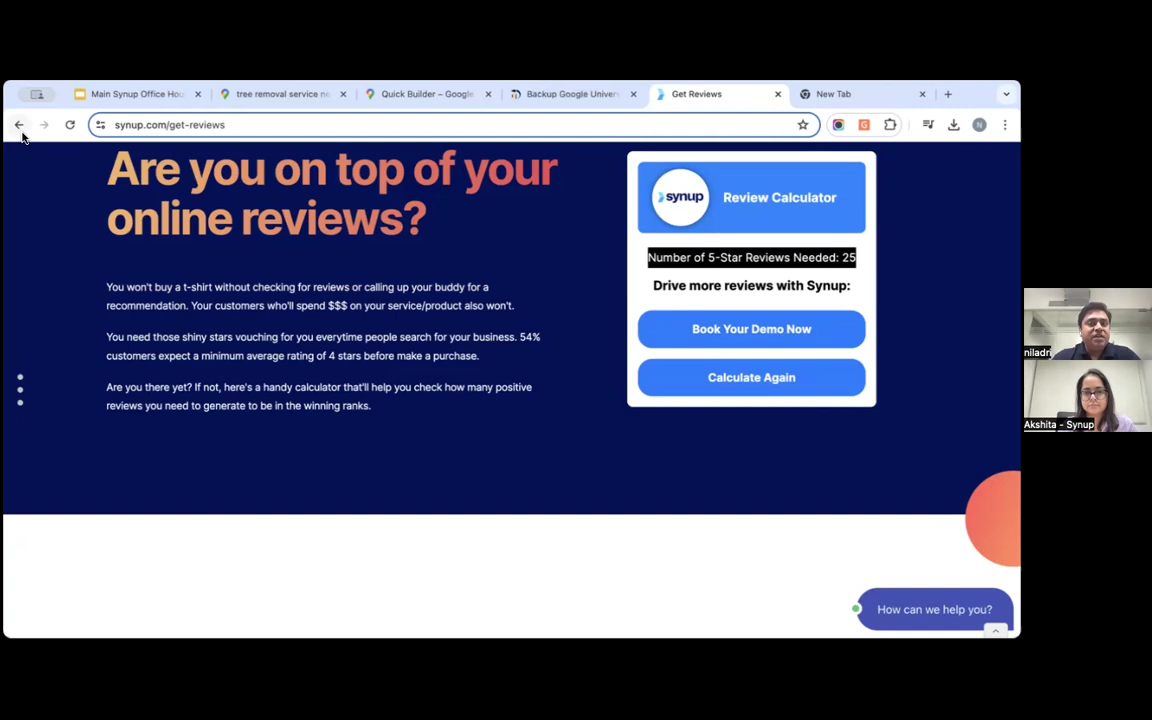 Main Synup Office Hou
tree removal service ne
Quick Builder – Google
Backup Google Univer
Get Reviews
New Tab
synup.com/get-reviews
G
N
Are you on top of your
online reviews?
You won't buy a t-shirt without checking for reviews or calling up your buddy for a
recommendation. Your customers who'll spend $$$ on your service/product also won't.
You need those shiny stars vouching for you everytime people search for your business. 54%
customers expect a minimum average rating of 4 stars before make a purchase.
Are you there yet? If not, here's a handy calculator that'll help you check how many positive
reviews you need to generate to be in the winning ranks.
synup
Review Calculator
Number of 5-Star Reviews Needed: 25
Drive more reviews with Synup:
Book Your Demo Now
Calculate Again
How can we help you?
niladri
Akshita - Synup